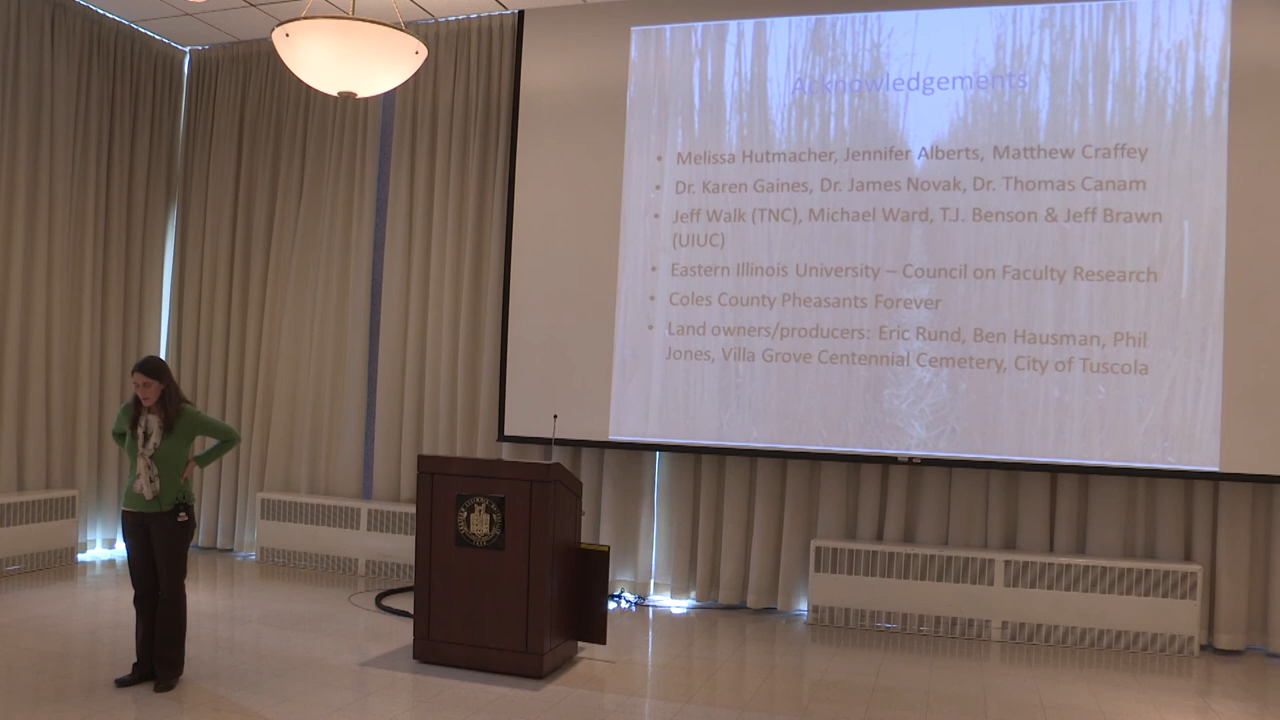 Acknowledgements
• Melissa Hutmacher, Jennifer Alberts, Matthew Craffey
• Dr. Karen Gaines, Dr. James Novak, Dr. Thomas Canam
• Jeff Walk (TNC), Michael Ward, T.J. Benson & Jeff Brawn
(UIUC)
• Eastern Illinois University – Council on Faculty Research
• Coles County Pheasants Forever
• Land owners/producers: Eric Rund, Ben Hausman, Phil
Jones, Villa Grove Centennial Cemetery, City of Tuscola